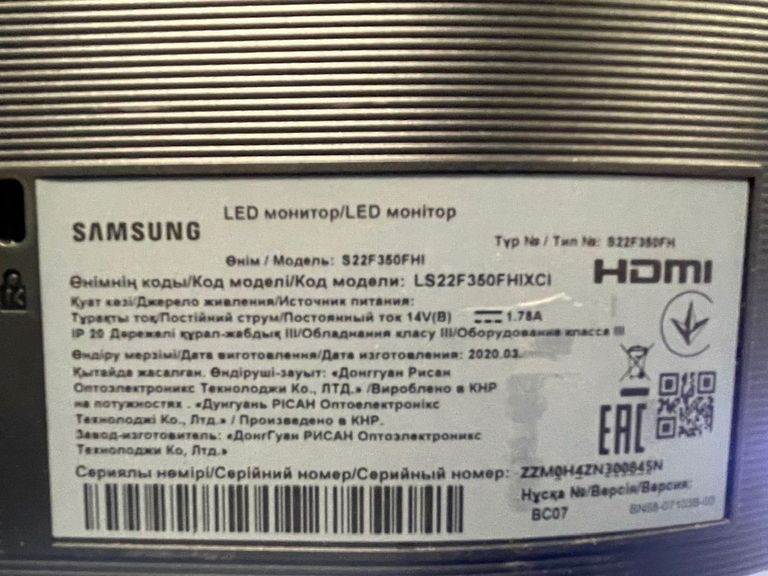 SAMSUNG
LED монитор/LED монітор
Түр № / Тип №: S22F350FH
Өнім / Модель: S22F350FHI
HDMI
Өнімнің коды/Код моделі/Код модели: LS22F350FHIXCI
Қуат көзі/Джерело живлення/Источник питания:
Тұрақты ток/Постійний струм/Постоянный ток 14V(В) 1.78A
IP 20 Дәрежелі құрал-жабдық III/Обладнання класу III/Оборудование класса III
Өндіру мерзімі/Дата виготовлення/Дата изготовления: 2020.03.
Қытайда жасалған. Өндіруші-зауыт: «Донггуан Рисан
Оптоэлектроникс Технолоджи Ко., ЛТД.» /Вироблено в КНР
на потужностях . «Дунгуань РІСАН Оптоелектронікс
Технолоджі Ко., Лтд.» / Произведено в КНР.
Завод-изготовитель: «ДонгГуан РИСАН Оптоэлектроникс
Технолоджи Ко., Лтд.»
EAC
Сериялы нөмірі/Серійний номер/Серийный номер: ZZM0H4ZN300845N
Нұсқа №/Версія/Версия:
BC07
BN68-07103B-03